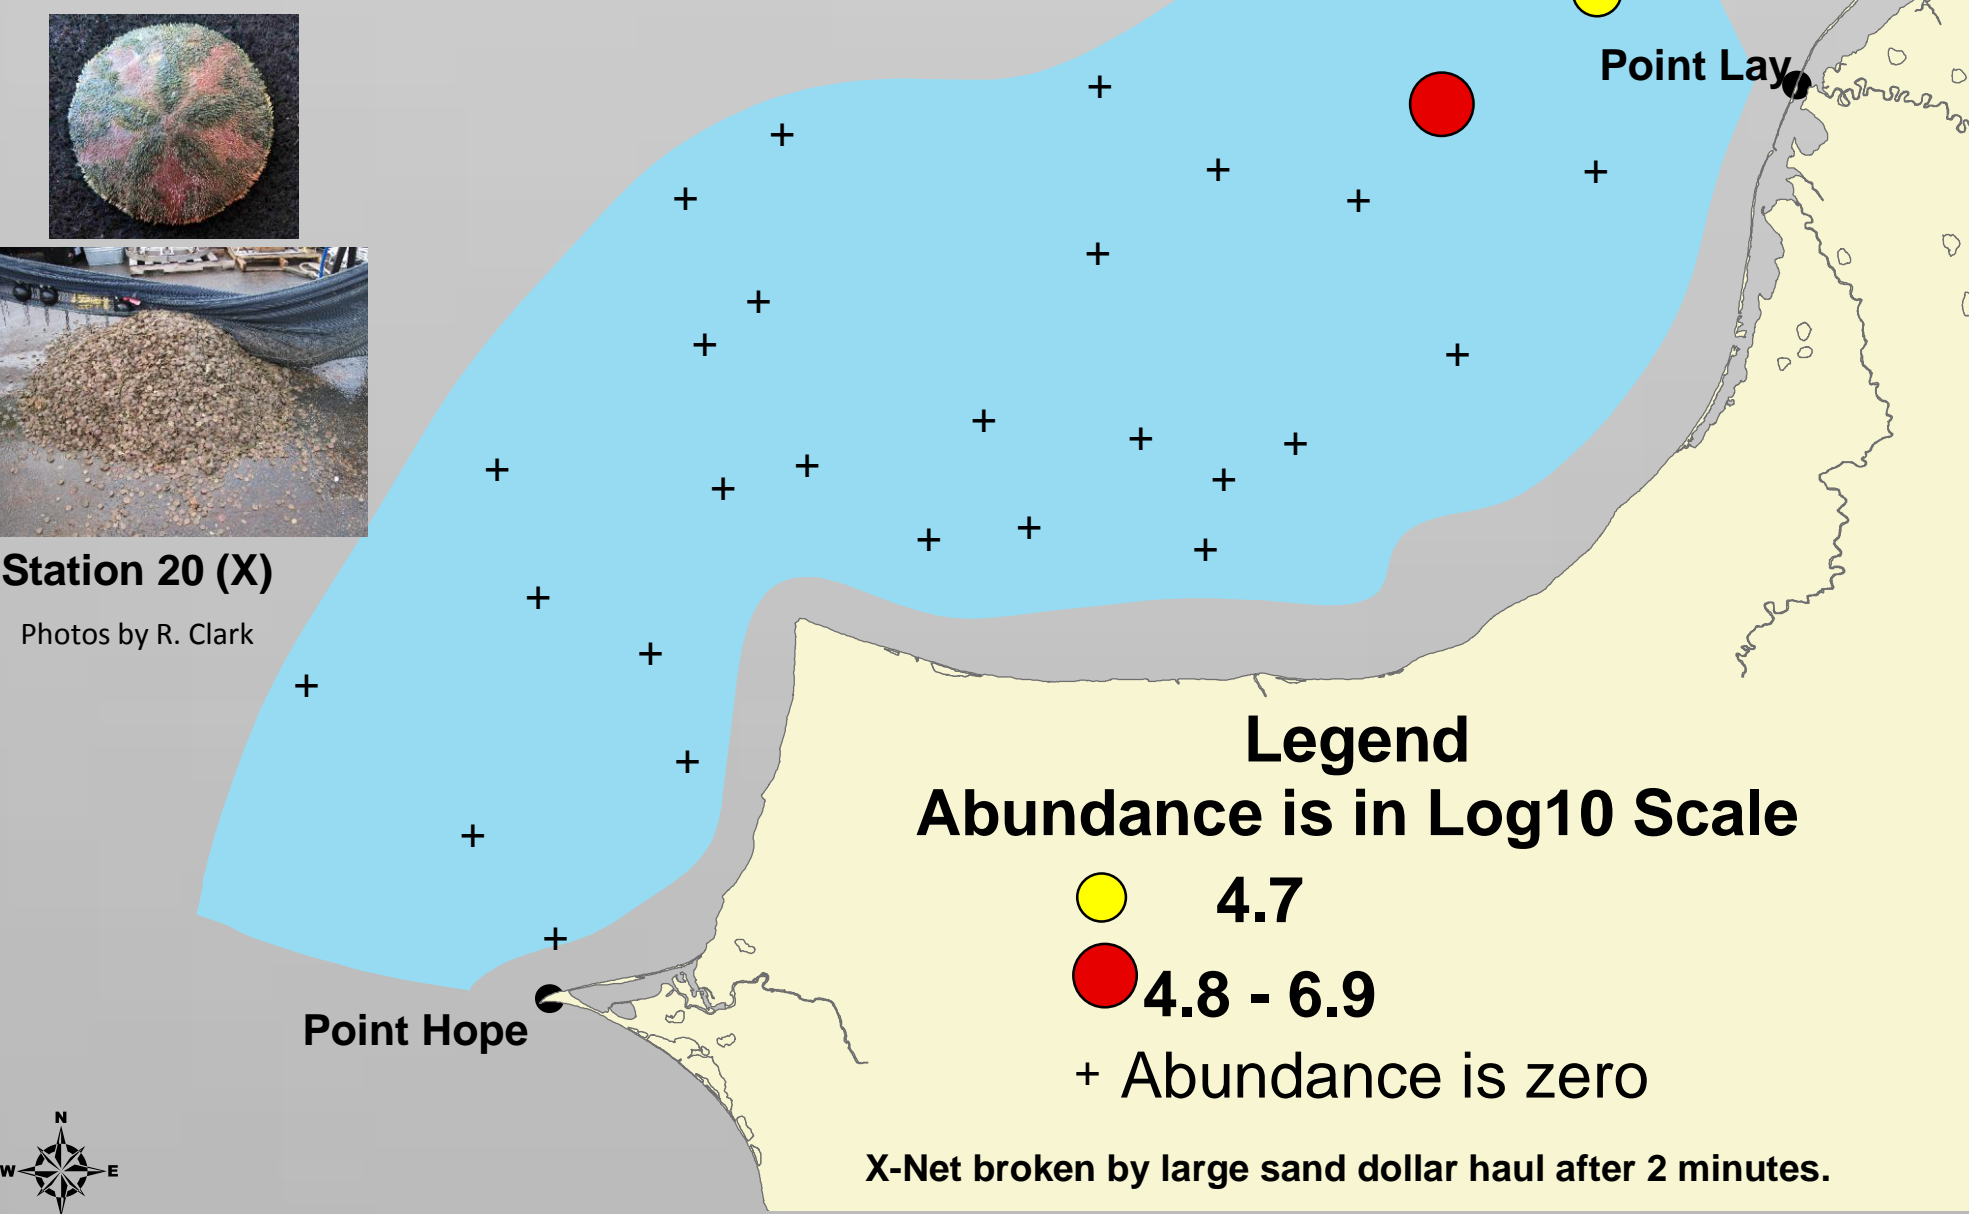 Point Lay
Station 20 (X)
Photos by R. Clark
Point Hope
Legend
Abundance is in Log10 Scale
4.7
4.8 - 6.9
+ Abundance is zero
X-Net broken by large sand dollar haul after 2 minutes.
N
W E